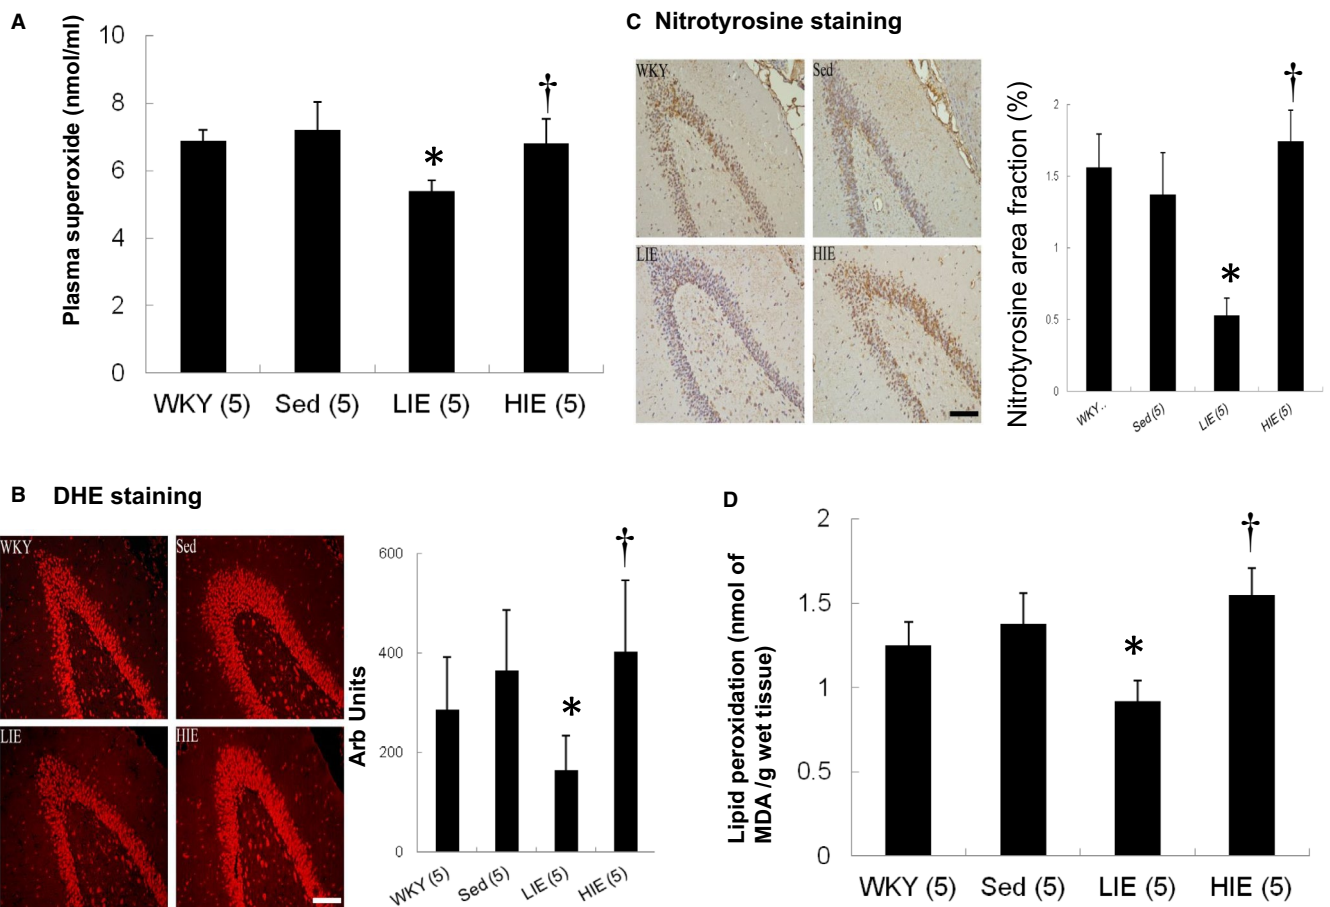 A
Plasma superoxide (nmol/ml)
10
8
6
4
2
0
*
†
WKY (5) Sed (5) LIE (5) HIE (5)
C Nitrotyrosine staining
WKY Sed
LIE HIE
Nitrotyrosine area fraction (%)
2
1.5
1
0.5
0
*
†
WKY.. Sed (5) LIE (5) HIE (5)
B DHE staining
WKY Sed
LIE HIE
Arb Units
600
400
200
0
*
†
WKY (5) Sed (5) LIE (5) HIE (5)
D
Lipid peroxidation (nmol of
MDA /g wet tissue)
2
1.5
1
0.5
0
*
†
WKY (5) Sed (5) LIE (5) HIE (5)